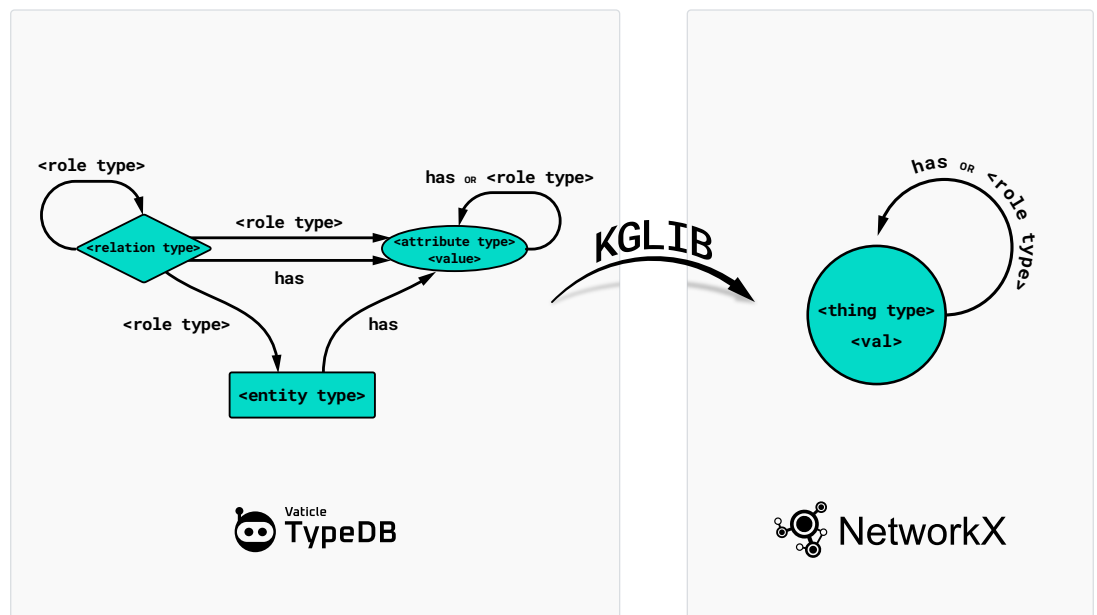 <role type>
<relation type>
<role type>
has
has OR <role type>
<attribute type>
<value>
<role type>
has
<entity type>
Vaticle
TypeDB
KGLIB
has OR <role type>
<thing type>
<val>
NetworkX